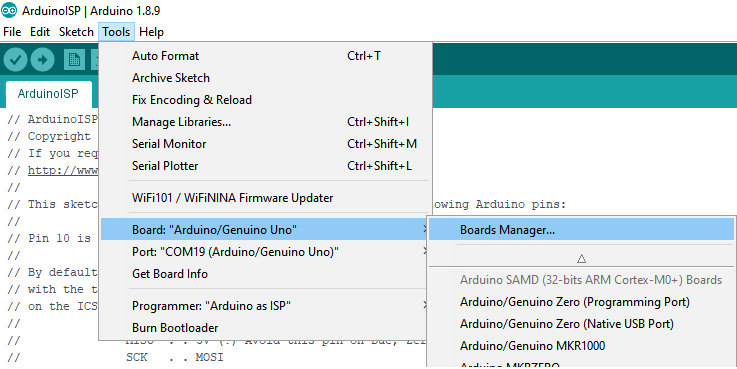 ArduinoISP | Arduino 1.8.9
File Edit Sketch Tools Help
ArduinoISP
Auto Format Ctrl+T
Archive Sketch
Fix Encoding & Reload
Manage Libraries... Ctrl+Shift+I
Serial Monitor Ctrl+Shift+M
Serial Plotter Ctrl+Shift+L
WiFi101 / WiFiNINA Firmware Updater
Board: "Arduino/Genuino Uno"
Port: "COM19 (Arduino/Genuino Uno)"
Get Board Info
Programmer: "Arduino as ISP"
Burn Bootloader
Boards Manager...
Arduino SAMD (32-bits ARM Cortex-M0+) Boards
Arduino/Genuino Zero (Programming Port)
Arduino/Genuino Zero (Native USB Port)
Arduino/Genuino MKR1000
Arduino MKRZERO
// ArduinoISP
// Copyright
// If you req
// http://www
//
// This sketc owing Arduino pins:
//
// Pin 10 is
//
// By default
// with the t
// on the ICS
//
// MISO . . 5V (!) Avoid this pin on Due, Zer
// SCK . . MOSI